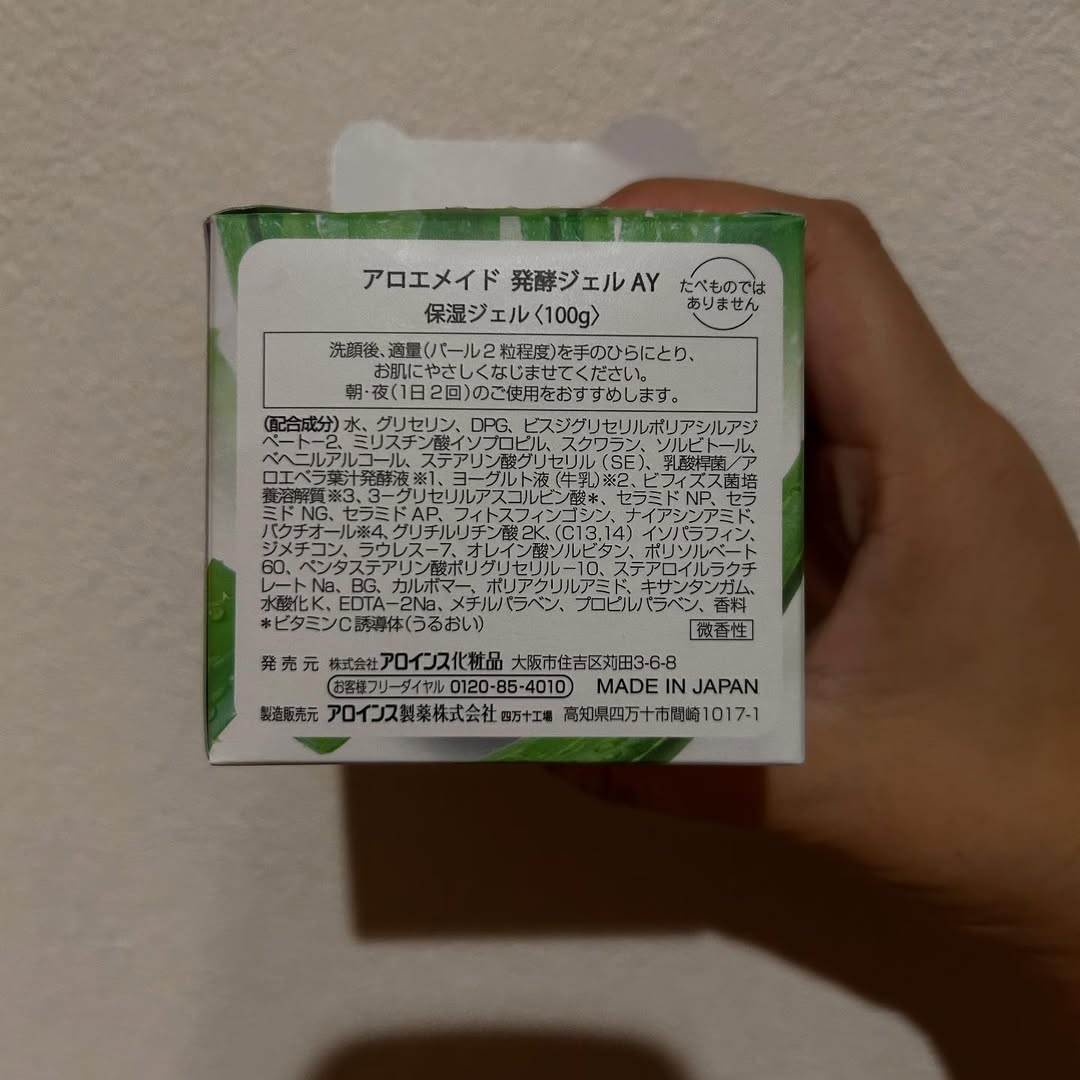 アロエメイド 発酵ジェル AY
保湿ジェル〈100g〉
たべものでは
ありません
洗顔後、適量(パール2粒程度)を手のひらにとり、
お肌にやさしくなじませてください。
朝・夜(1日2回)のご使用をおすすめします。
(配合成分) 水、グリセリン、DPG、ビスジグリセリルポリアシルアジ
ペート－2、ミリスチン酸イソプロピル、スクワラン、ソルビトール、
ベヘニルアルコール、ステアリン酸グリセリル(SE)、乳酸桿菌／ア
ロエベラ葉汁発酵液※1、ヨーグルト液(牛乳)※2、ビフィズス菌培
養溶解質※3、3－グリセリルアスコルビン酸＊、セラミドNP、セラ
ミドNG、セラミドAP、フィトスフィンゴシン、ナイアシンアミド、
バクチオール※4、グリチルリチン酸2K、(C13,14) イソパラフィン、
ジメチコン、ラウレス－7、オレイン酸ソルビタン、ポリソルベート
60、ペンタステアリン酸ポリグリセリル－10、ステアロイルラクチ
レートNa、BG、カルボマー、ポリアクリルアミド、キサンタンガム、
水酸化K、EDTA－2Na、メチルパラベン、プロピルパラベン、香料
＊ビタミンC誘導体(うるおい)
微香性
発売元 株式会社アロインス化粧品 大阪市住吉区苅田3-6-8
お客様フリーダイヤル 0120-85-4010 MADE IN JAPAN
製造販売元 アロインス製薬株式会社 四万十工場 高知県四万十市間崎1017-1